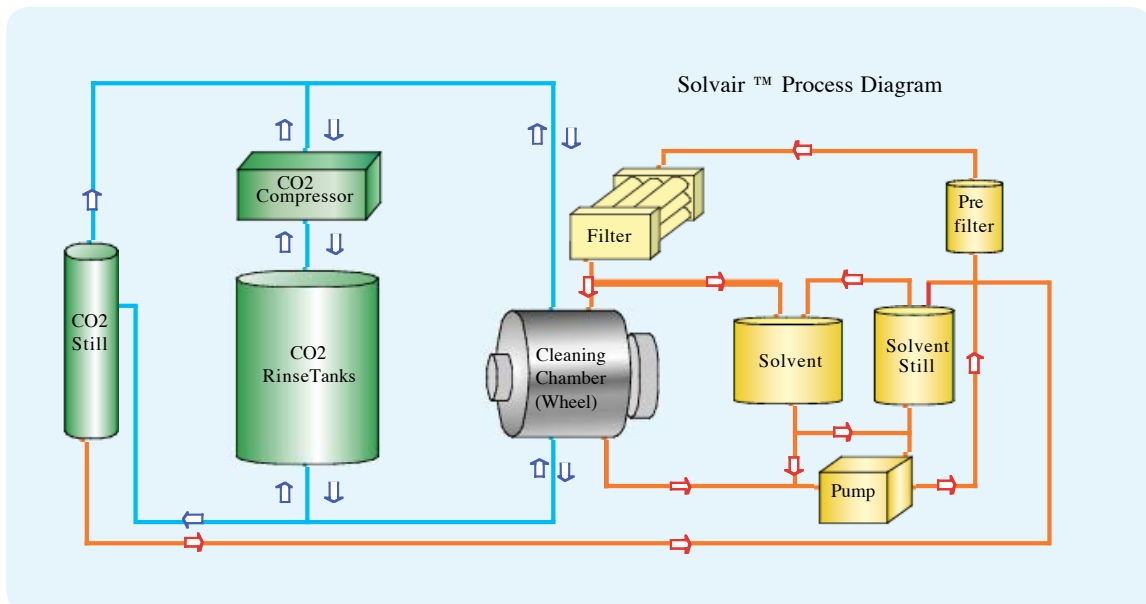 Solvair ™ Process Diagram
CO2
Compressor
Filter
Pre
filter
CO2
Still
CO2
RinseTanks
Cleaning
Chamber
(Wheel)
Solvent
Solvent
Still
Pump